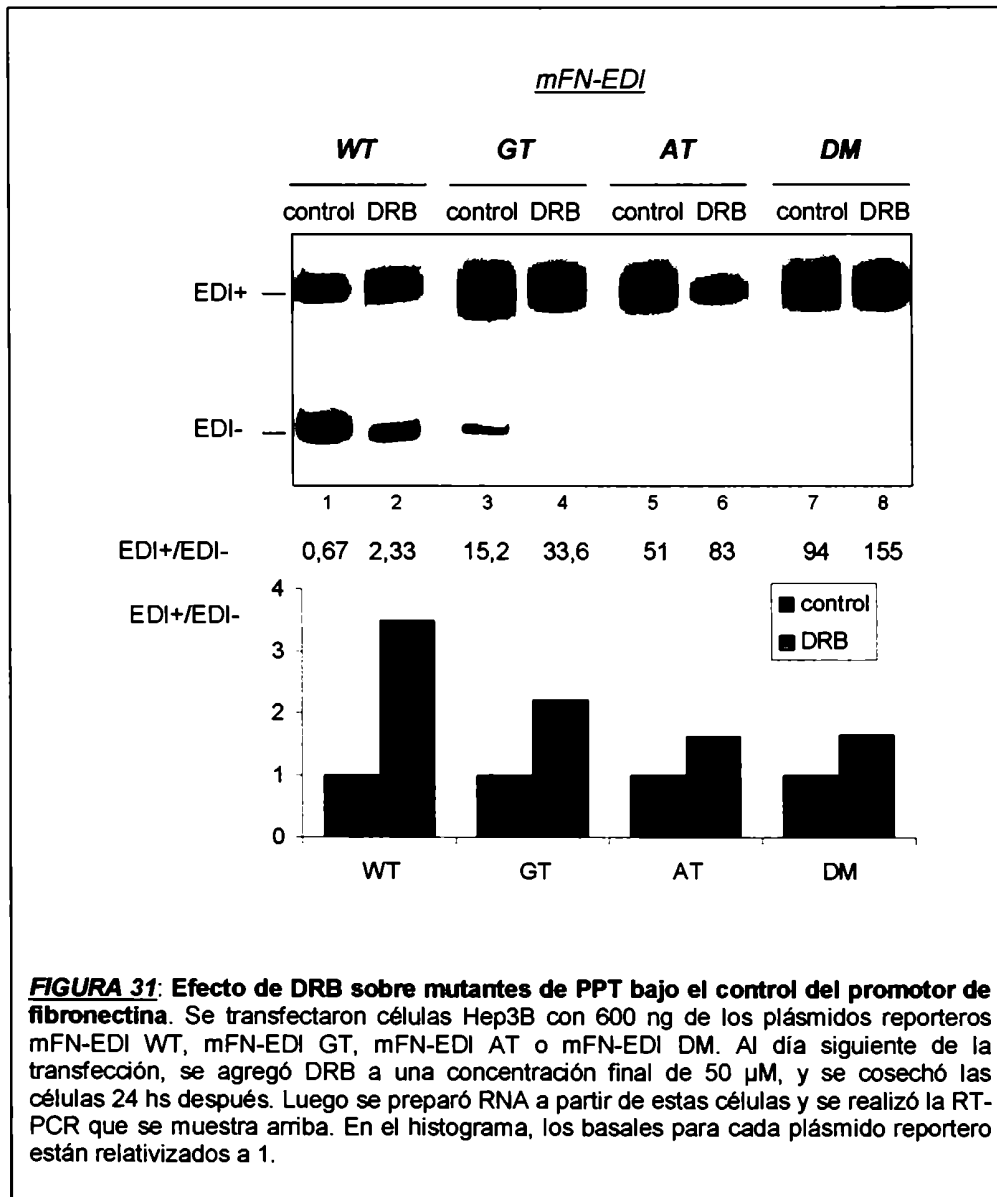 mFN-EDI
WT GT AT DM
control DRB control DRB control DRB control DRB
EDI+
EDI-
1 2 3 4 5 6 7 8
EDI+/EDI- 0,67 2,33 15,2 33,6 51 83 94 155
EDI+/EDI-
4
3
2
1
0
control
DRB
WT GT AT DM
FIGURA 31: Efecto de DRB sobre mutantes de PPT bajo el control del promotor de
fibronectina. Se transfectaron células Hep3B con 600 ng de los plásmidos reporteros
mFN-EDI WT, mFN-EDI GT, mFN-EDI AT o mFN-EDI DM. Al día siguiente de la
transfección, se agregó DRB a una concentración final de 50 µM, y se cosechó las
células 24 hs después. Luego se preparó RNA a partir de estas células y se realizó la RT-
PCR que se muestra arriba. En el histograma, los basales para cada plásmido reportero
están relativizados a 1.